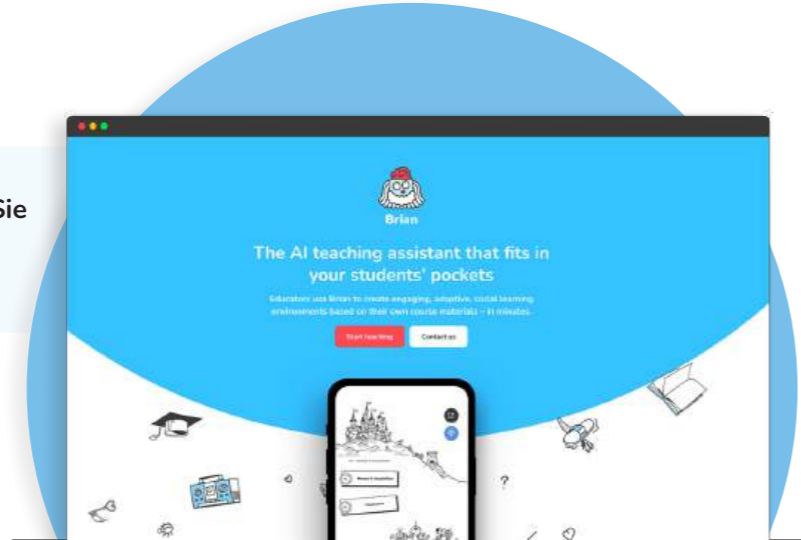 Sie
Brian
The AI teaching assistant that fits in
your students' pockets
Educators use Brian to create engaging, adaptive, social learning
environments based on their own course materials – in minutes.
Start teaching
Contact us
?